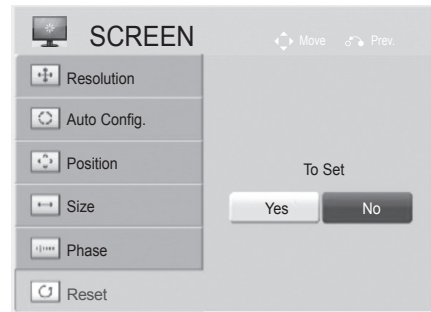 SCREEN
Move Prev.
Resolution
Auto Config.
Position
Size
Phase
Reset
To Set
Yes No